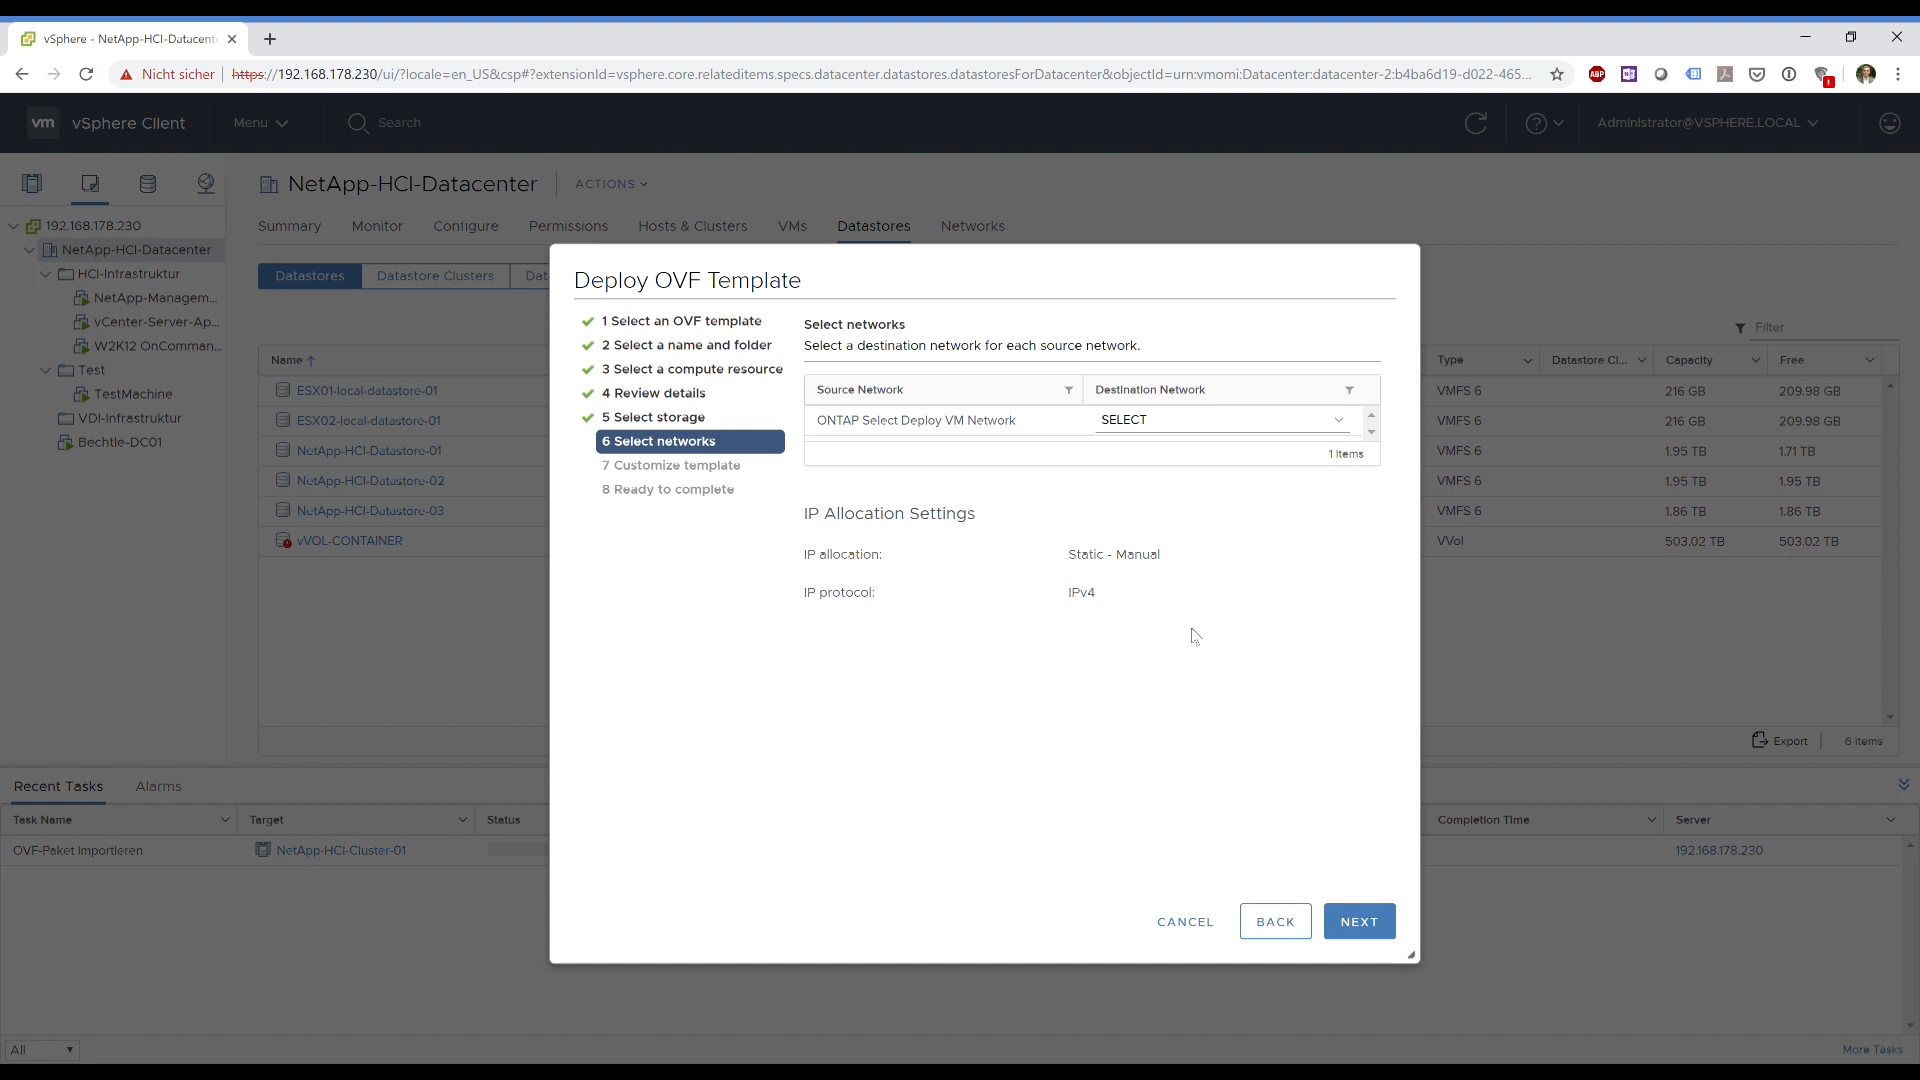 vSphere - NetApp-HCI-Datacent
Nicht sicher
https://192.168.178.230/ui/?locale=en_US&csp#?extensionId=vsphere.core.relateditems.specs.datacenter.datastores.datastoresForDatacenter&objectId=urn:vmomi:Datacenter:datacenter-2:b4ba6d19-d022-465...
ABP
vm vSphere Client
Menu
Search
Administrator@VSPHERE.LOCAL
NetApp-HCI-Datacenter
ACTIONS
Summary Monitor Configure Permissions Hosts & Clusters VMs Datastores Networks
192.168.178.230
NetApp-HCI-Datacenter
HCI-Infrastruktur
NetApp-Managem...
vCenter-Server-Ap...
W2K12 OnComman...
Test
TestMachine
VDI-Infrastruktur
Bechtle-DC01
Datastores Datastore Clusters Dat
Filter
Name Type Datastore Cl... Capacity Free
ESX01-local-datastore-01 VMFS 6 216 GB 209.98 GB
ESX02-local-datastore-01 VMFS 6 216 GB 209.98 GB
NetApp-HCI-Datastore-01 VMFS 6 1.95 TB 1.71 TB
NetApp-HCI-Datastore-02 VMFS 6 1.95 TB 1.95 TB
NetApp-HCI-Datastore-03 VMFS 6 1.86 TB 1.86 TB
vVOL-CONTAINER VVol 503.02 TB 503.02 TB
Export 6 items
Deploy OVF Template
1 Select an OVF template
2 Select a name and folder
3 Select a compute resource
4 Review details
5 Select storage
6 Select networks
7 Customize template
8 Ready to complete
Select networks
Select a destination network for each source network.
Source Network Destination Network
ONTAP Select Deploy VM Network SELECT
1 items
IP Allocation Settings
IP allocation: Static - Manual
IP protocol: IPv4
CANCEL BACK NEXT
Recent Tasks Alarms
Task Name Target Status Completion Time Server
OVF-Paket importieren NetApp-HCI-Cluster-01 192.168.178.230
All
More Tasks